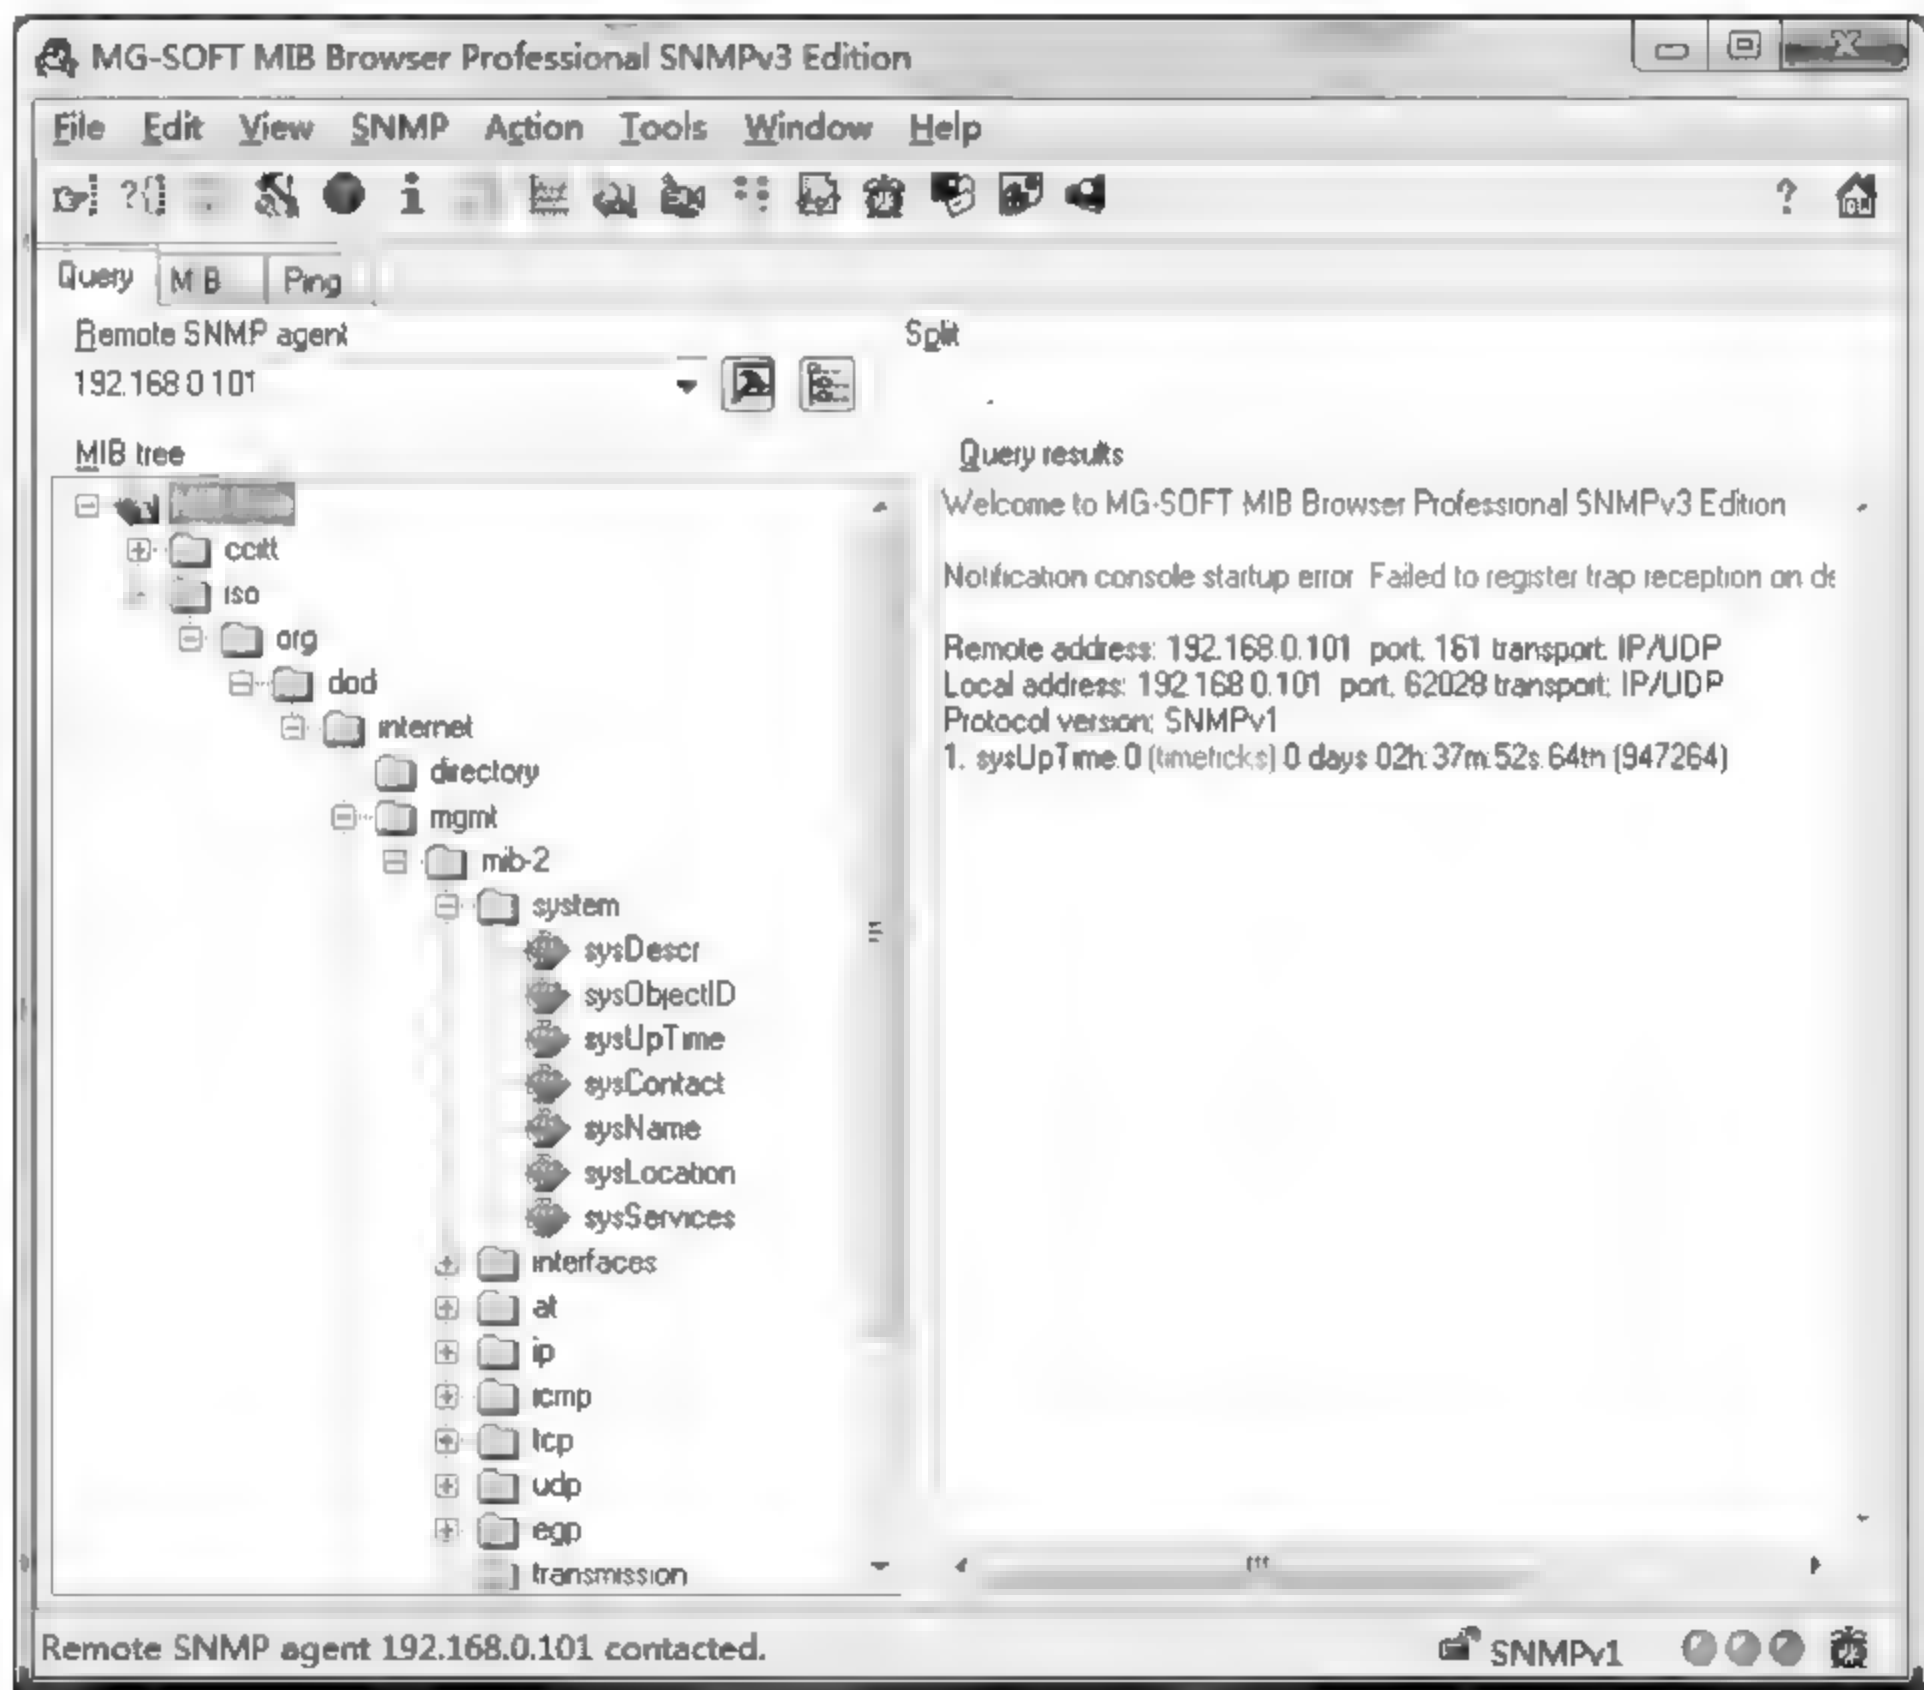 MG-SOFT MIB Browser Professional SNMPv3 Edition
File Edit View SNMP Action Tools Window Help
Query MIB Ping
Remote SNMP agent
Split
192.168.0.101
MIB tree
Query results
ccitt
iso
org
dod
internet
directory
mgmt
mib-2
system
sysDescr
sysObjectID
sysUpTime
sysContact
sysName
sysLocation
sysServices
interfaces
at
ip
icmp
tcp
udp
egp
transmission
Welcome to MG-SOFT MIB Browser Professional SNMPv3 Edition
Notification console startup error Failed to register trap reception on de
Remote address: 192.168.0.101 port: 161 transport: IP/UDP
Local address: 192.168.0.101 port: 62028 transport: IP/UDP
Protocol version: SNMPv1
1. sysUpTime.0 (timeticks) 0 days 02h:37m:52s.64th (947264)
Remote SNMP agent 192.168.0.101 contacted.
SNMPv1